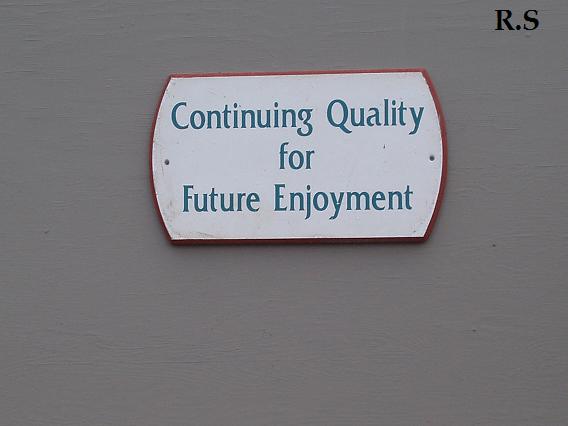 R.S
Continuing Quality
for
Future Enjoyment